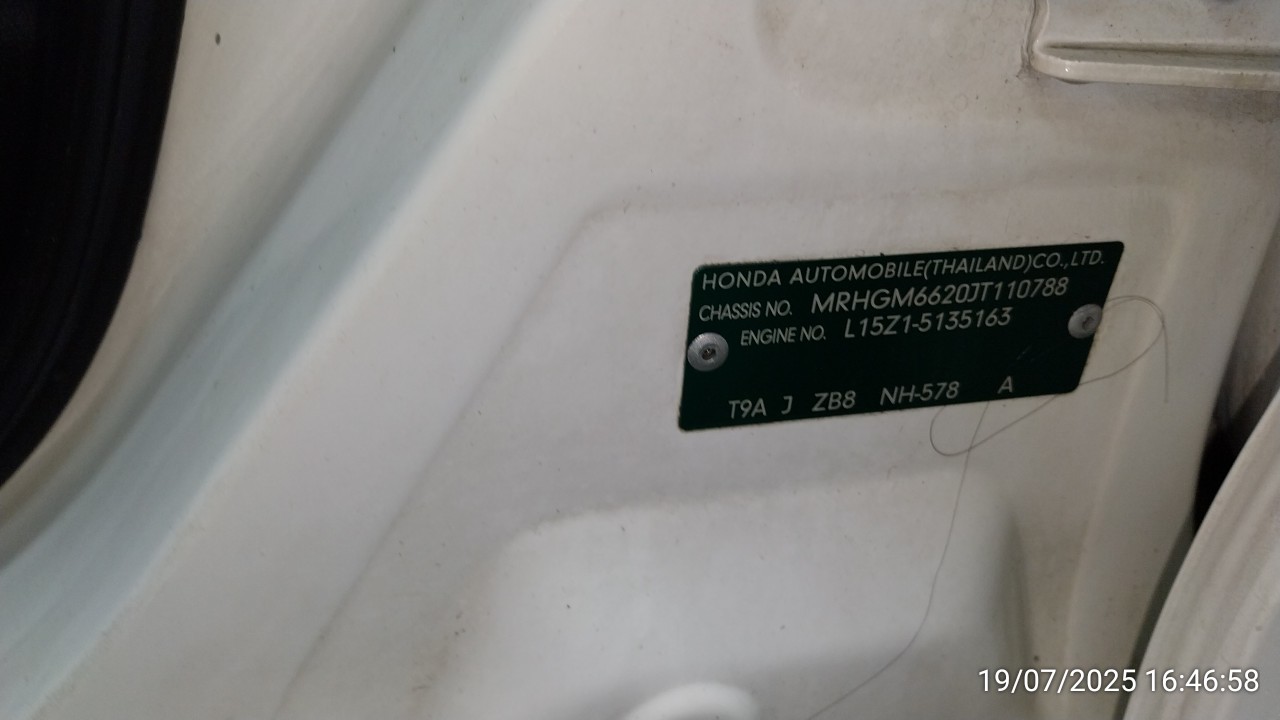 HONDA AUTOMOBILE(THAILAND)CO.,LTD.
CHASSIS NO. MRHGM6620JT110788
ENGINE NO. L15Z1-5135163
T9A J ZB8 NH-578 A
19/07/2025 16:46:58